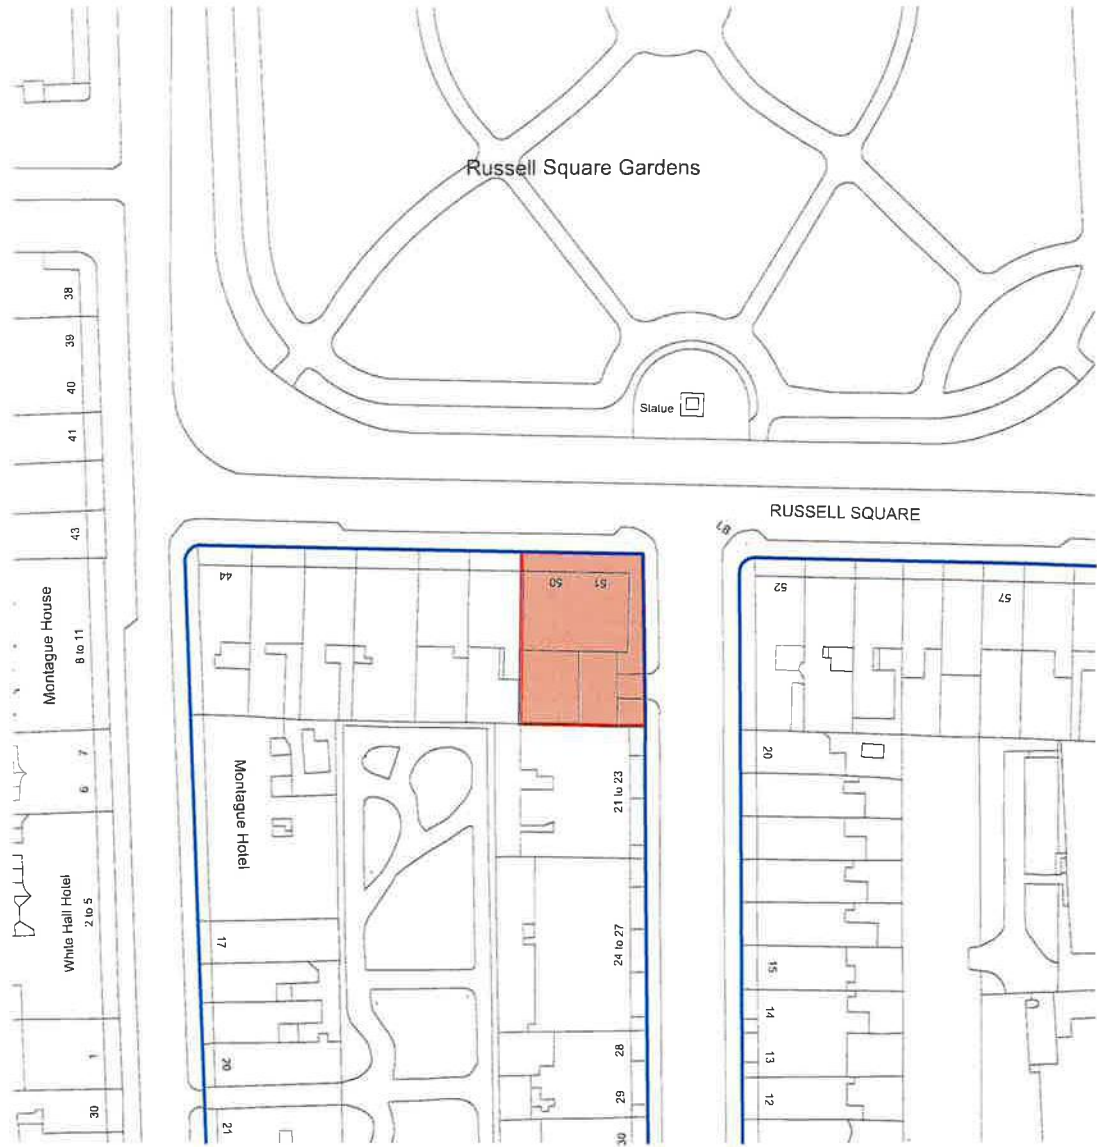 Russell Square Gardens
38
39
40
Statue
41
RUSSELL SQUARE
LB
43
44
50
51
52
57
Montague House
8 to 11
7
6
20
21 to 23
Montague Hotel
White Hall Hotel
2 to 5
17
24 to 27
15
14
1
20
28
13
30
29
12
21
30